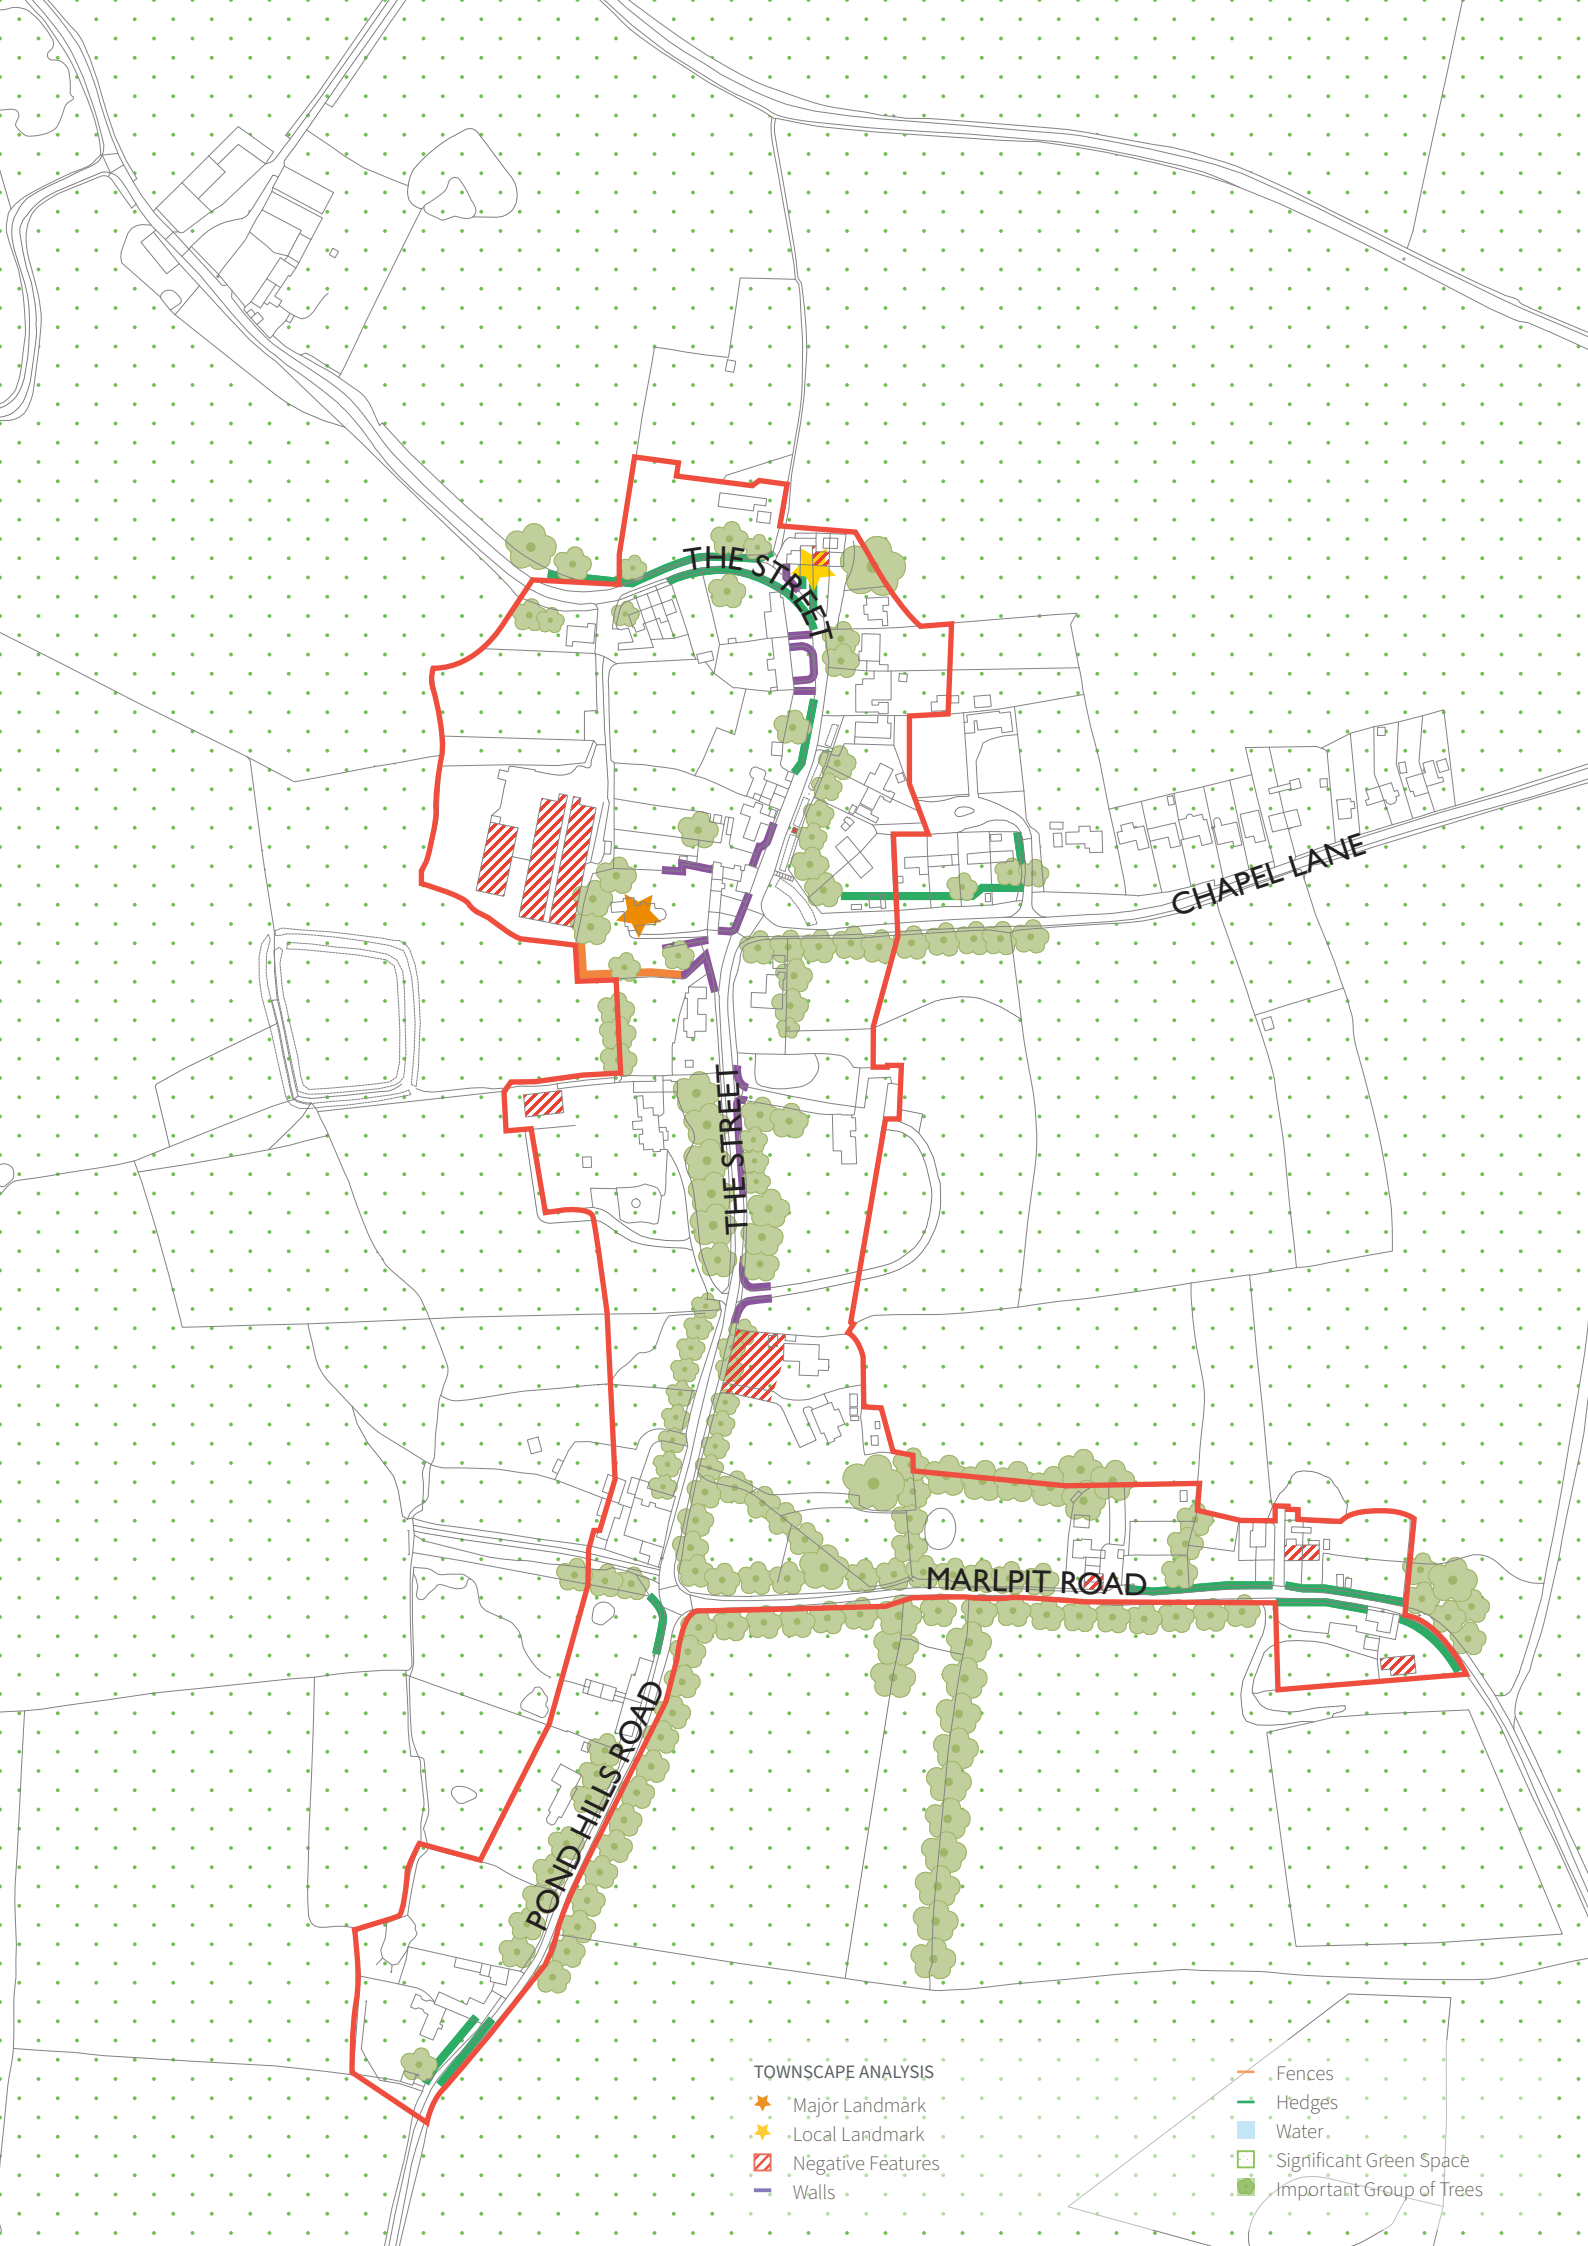 THE STREET
CHAPEL LANE
THE STREET
MARLPIT ROAD
POND HILLS ROAD
TOWNSCAPE ANALYSIS
Major Landmark
Local Landmark
Negative Features
Walls
Fences
Hedges
Water
Significant Green Space
Important Group of Trees